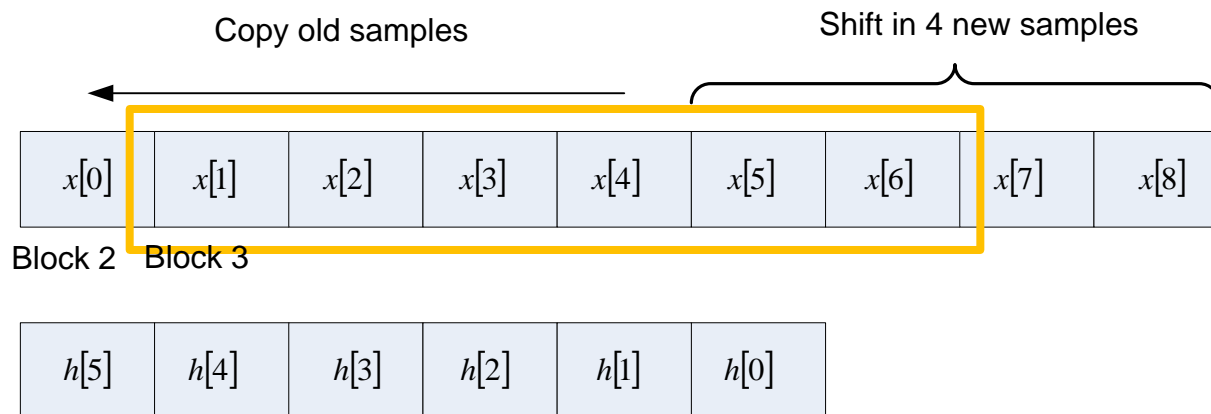 Copy old samples
Shift in 4 new samples
x[0] x[1] x[2] x[3] x[4] x[5] x[6] x[7] x[8]
Block 2 Block 3
h[5] h[4] h[3] h[2] h[1] h[0]